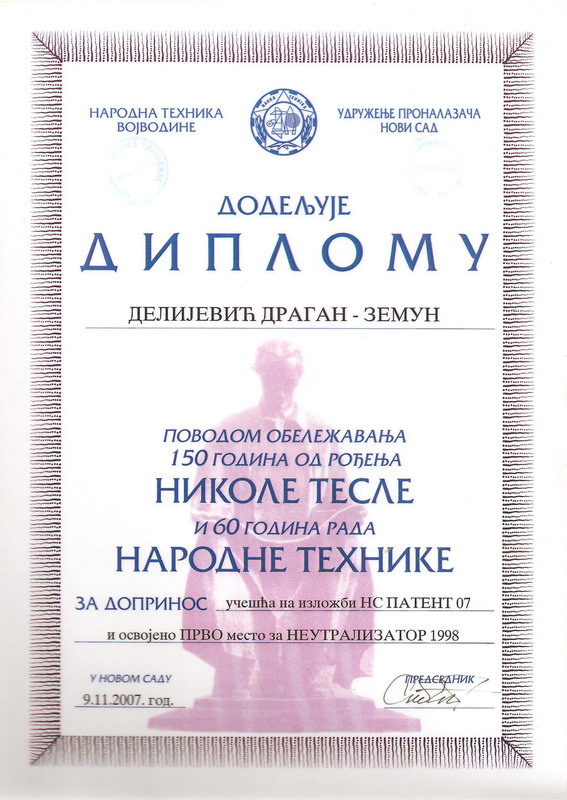 НАРОДНА ТЕХНИКА
ВОЈВОДИНЕ
УДРУЖЕЊЕ ПРОНАЛАЗАЧА
НОВИ САД
ДОДЕЉУЈЕ
ДИПЛОМУ
ДЕЛИЈЕВИЋ ДРАГАН - ЗЕМУН
ПОВОДОМ ОБЕЛЕЖАВАЊА
150 ГОДИНА ОД РОЂЕЊА
НИКОЛЕ ТЕСЛЕ
И 60 ГОДИНА РАДА
НАРОДНЕ ТЕХНИКЕ
ЗА ДОПРИНОС учешћа на изложби НС ПАТЕНТ 07
и освојено ПРВО место за НЕУТРАЛИЗАТОР 1998
У НОВОМ САДУ
9.11.2007. год.
ПРЕДСЕДНИК